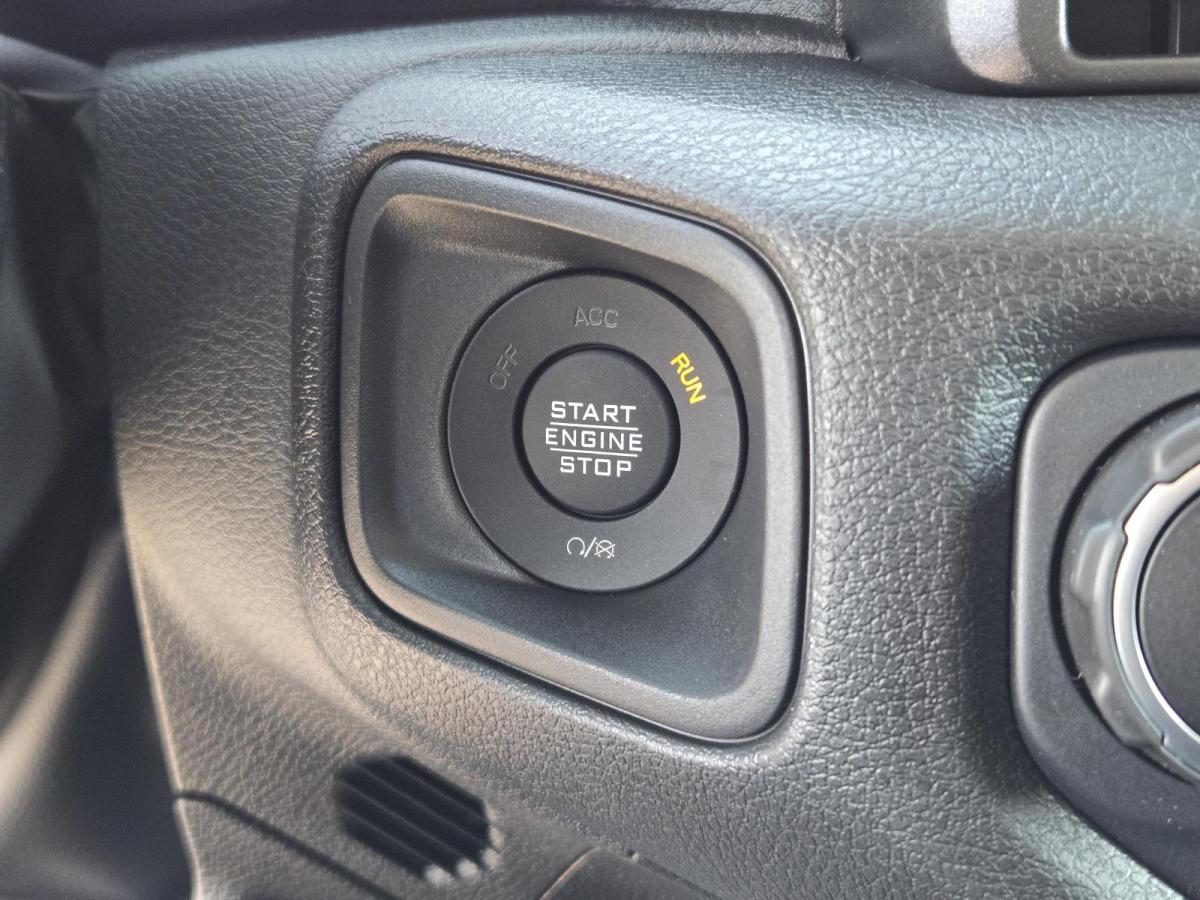 ACC
OFF
RUN
START
ENGINE
STOP